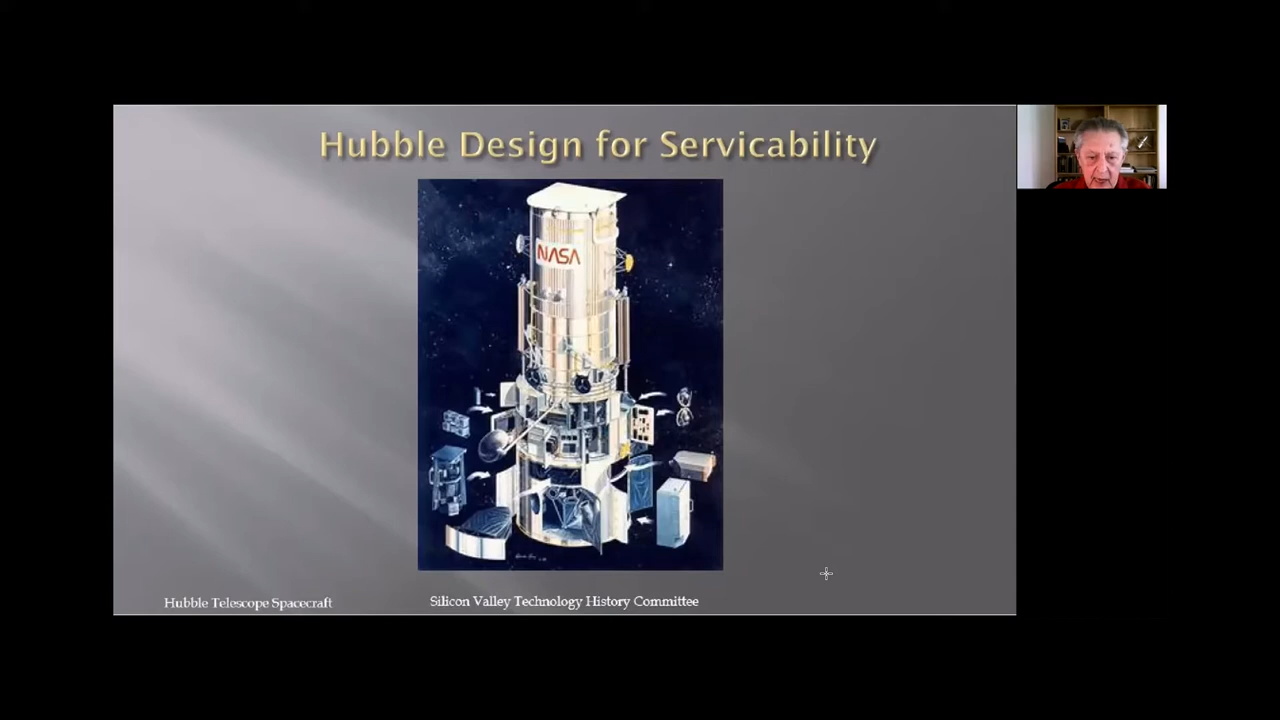 Hubble Design for Servicability
NASA
Hubble Telescope Spacecraft
Silicon Valley Technology History Committee